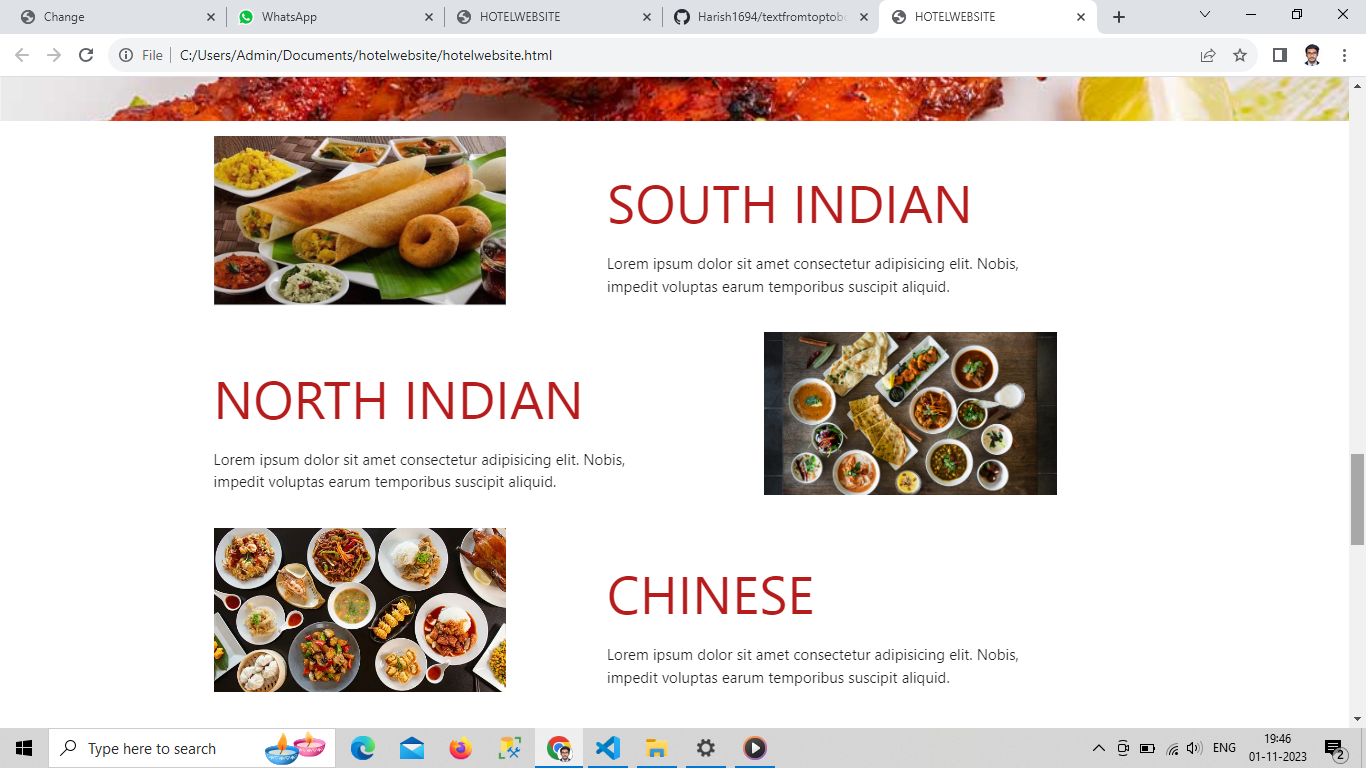 Change
WhatsApp
HOTELWEBSITE
Harish1694/textfromtoptobo
HOTELWEBSITE
File
C:/Users/Admin/Documents/hotelwebsite/hotelwebsite.html
SOUTH INDIAN
Lorem ipsum dolor sit amet consectetur adipisicing elit. Nobis,
impedit voluptas earum temporibus suscipit aliquid.
NORTH INDIAN
Lorem ipsum dolor sit amet consectetur adipisicing elit. Nobis,
impedit voluptas earum temporibus suscipit aliquid.
CHINESE
Lorem ipsum dolor sit amet consectetur adipisicing elit. Nobis,
impedit voluptas earum temporibus suscipit aliquid.
Type here to search
ENG
19:46
01-11-2023
2